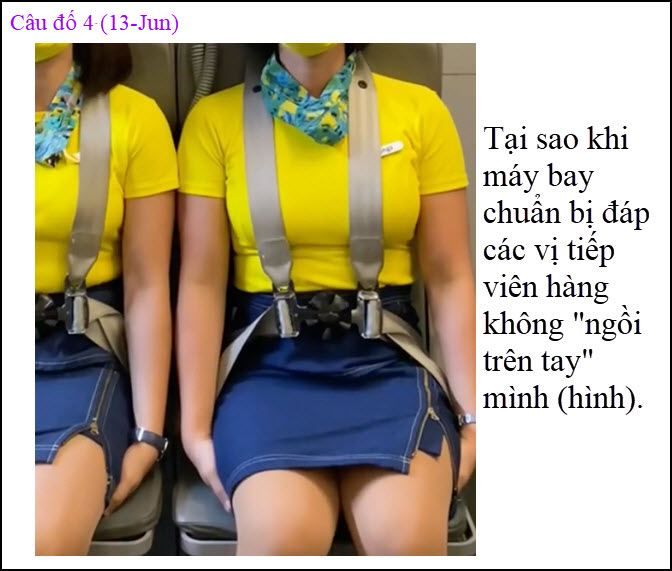 Câu đố 4 (13-Jun)
Tại sao khi
máy bay
chuẩn bị đáp
các vị tiếp
viên hàng
không "ngồi
trên tay"
mình (hình).